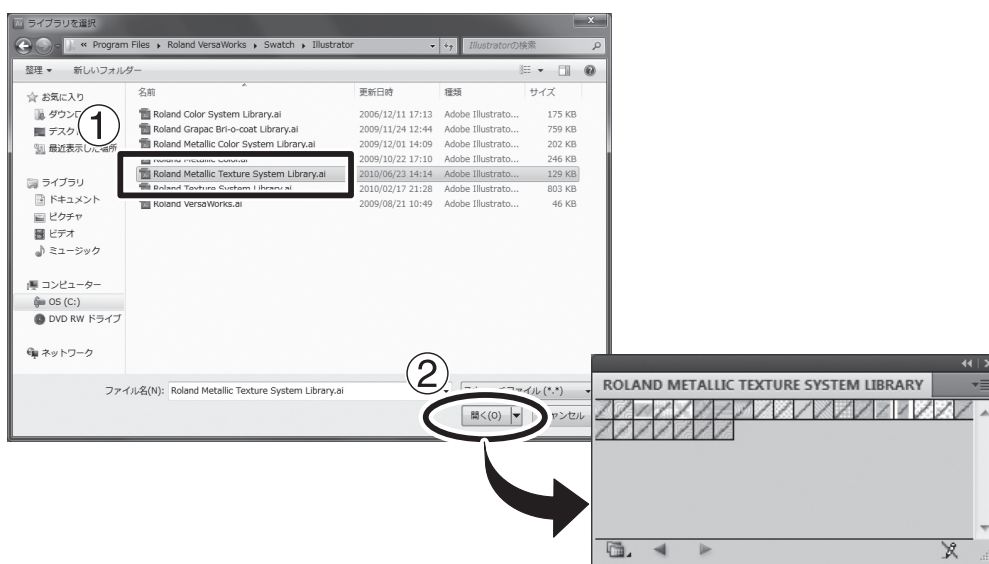 ライブラリを選択
« Program Files ▸ Roland VersaWorks ▸ Swatch ▸ Illustrator
Illustratorの検索
整理 新しいフォルダー
名前 更新日時 種類 サイズ
Roland Color System Library.ai 2006/12/11 17:13 Adobe Illustrato... 175 KB
Roland Grapac Bri-o-coat Library.ai 2009/11/24 12:44 Adobe Illustrato... 759 KB
Roland Metallic Color System Library.ai 2009/12/01 14:09 Adobe Illustrato... 202 KB
Roland Metallic Color.ai 2009/10/22 17:10 Adobe Illustrato... 246 KB
Roland Metallic Texture System Library.ai 2010/06/23 14:14 Adobe Illustrato... 129 KB
Roland Texture System Library.ai 2010/02/17 21:28 Adobe Illustrato... 803 KB
Roland VersaWorks.ai 2009/08/21 10:49 Adobe Illustrato... 46 KB
お気に入り
ダウンロ
デスクト
①
最近表示した場所
ライブラリ
ドキュメント
ピクチャ
ビデオ
ミュージック
コンピューター
OS (C:)
DVD RW ドライブ
ネットワーク
②
ファイル名(N): Roland Metallic Texture System Library.ai
ァイル (*.*)
開く(O)
ャンセル
ROLAND METALLIC TEXTURE SYSTEM LIBRARY